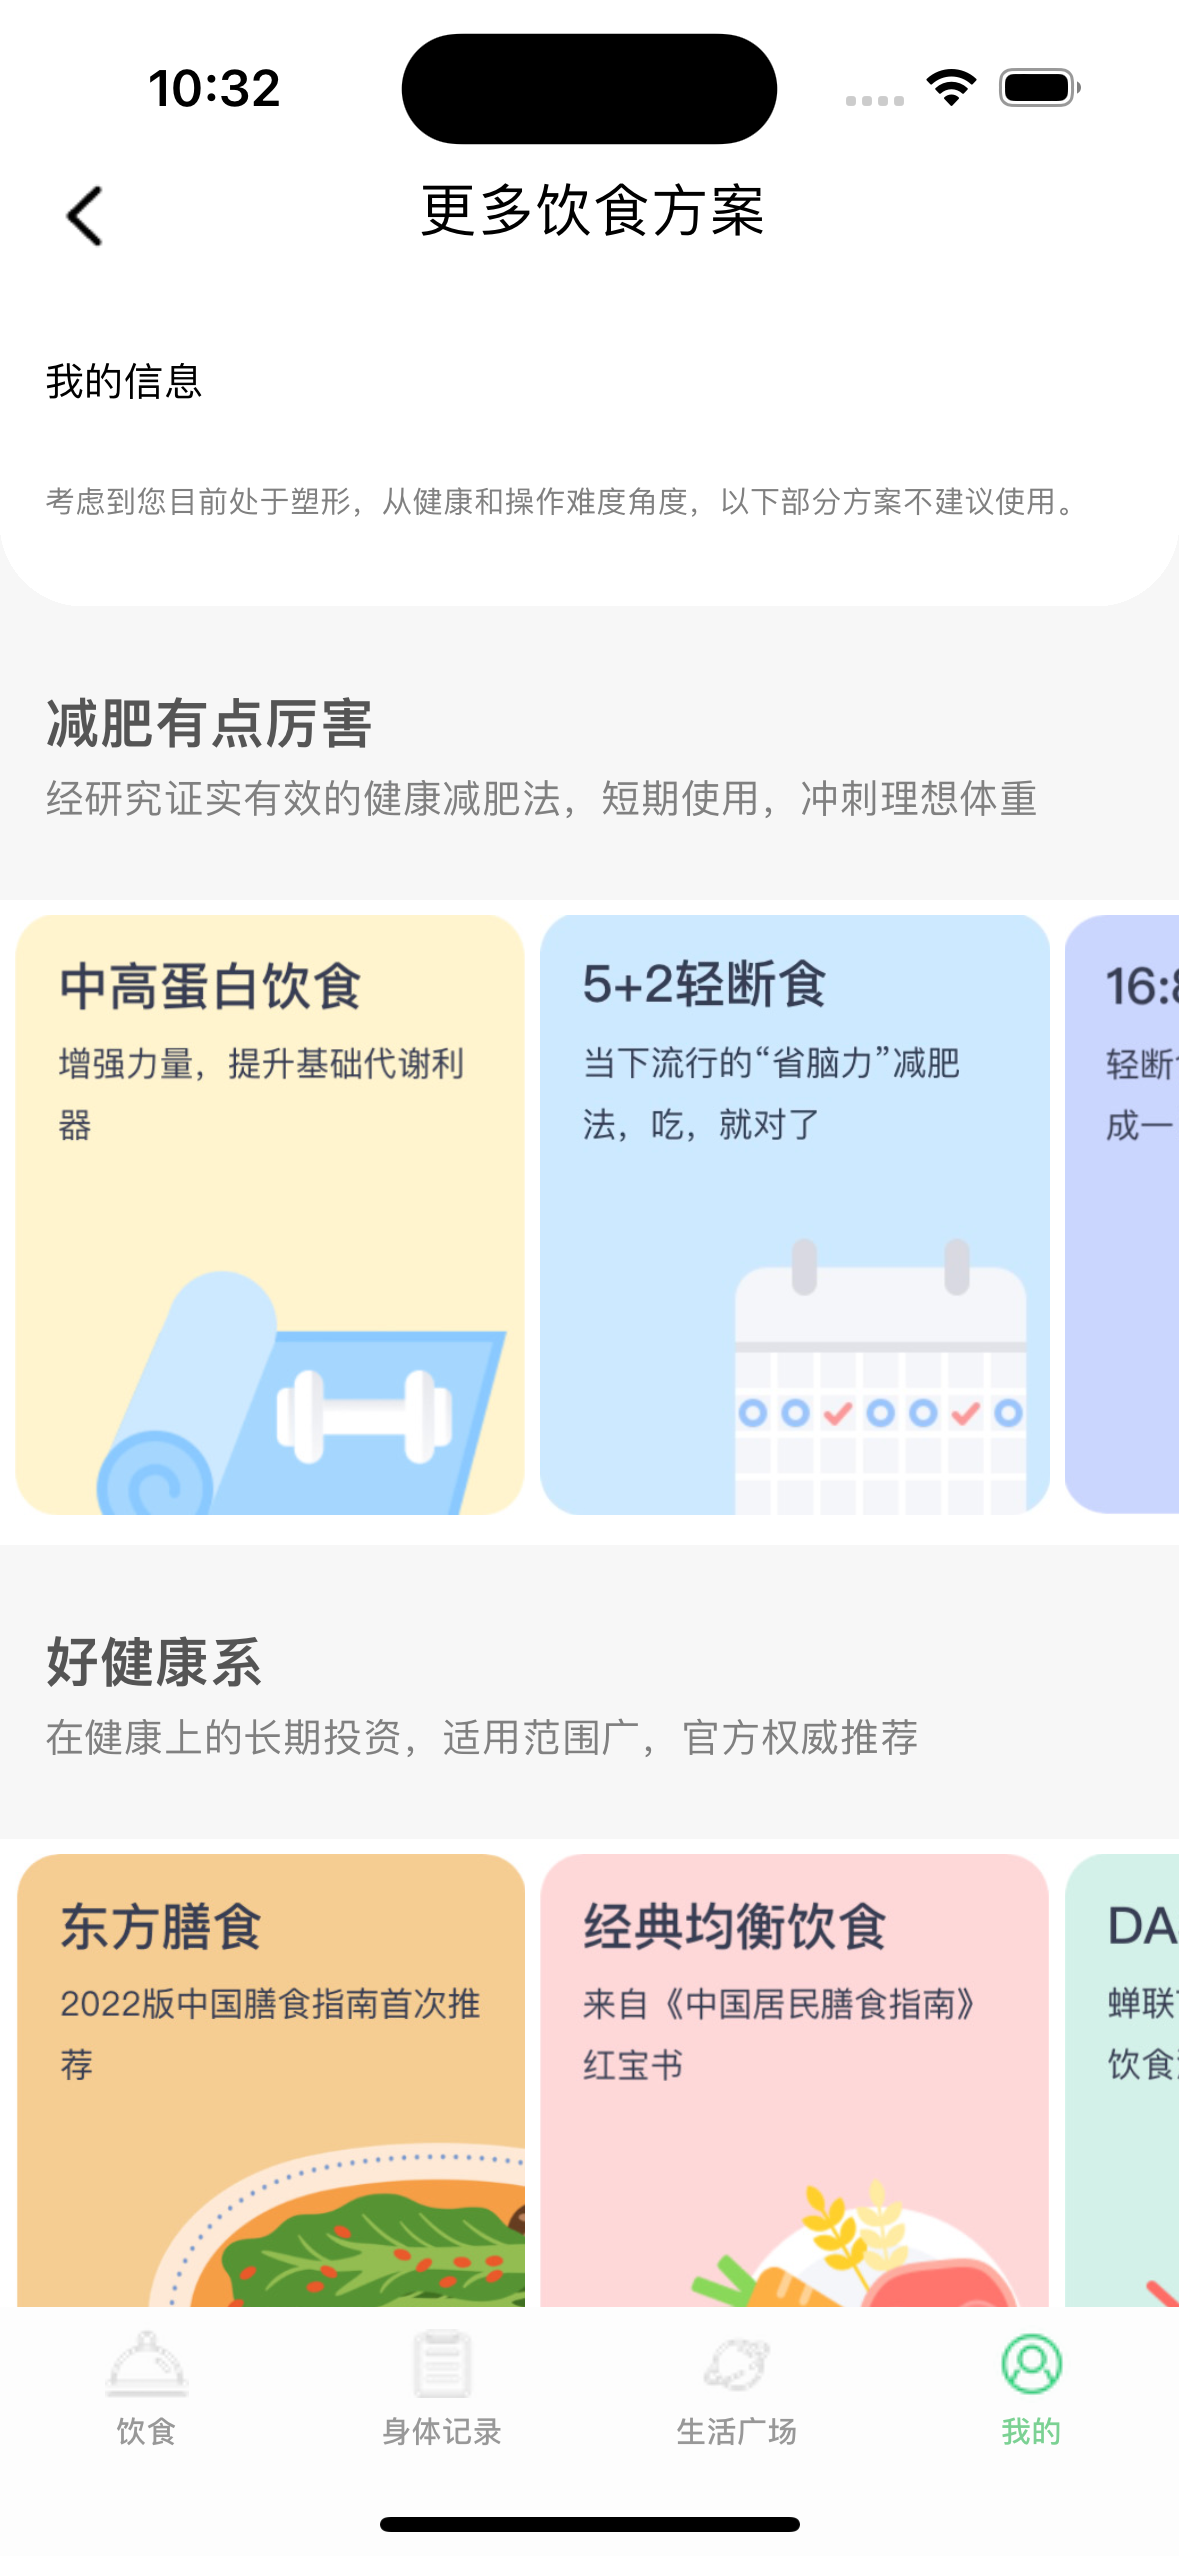 10:32
更多饮食方案
我的信息
考虑到您目前处于塑形，从健康和操作难度角度，以下部分方案不建议使用。
减肥有点厉害
经研究证实有效的健康减肥法，短期使用，冲刺理想体重
中高蛋白饮食
增强力量，提升基础代谢利
器
5+2轻断食
当下流行的“省脑力”减肥
法，吃，就对了
16:8
轻断食
成一
好健康系
在健康上的长期投资，适用范围广，官方权威推荐
东方膳食
2022版中国膳食指南首次推
荐
经典均衡饮食
来自《中国居民膳食指南》
红宝书
DA
蝉联
饮食
饮食
身体记录
生活广场
我的